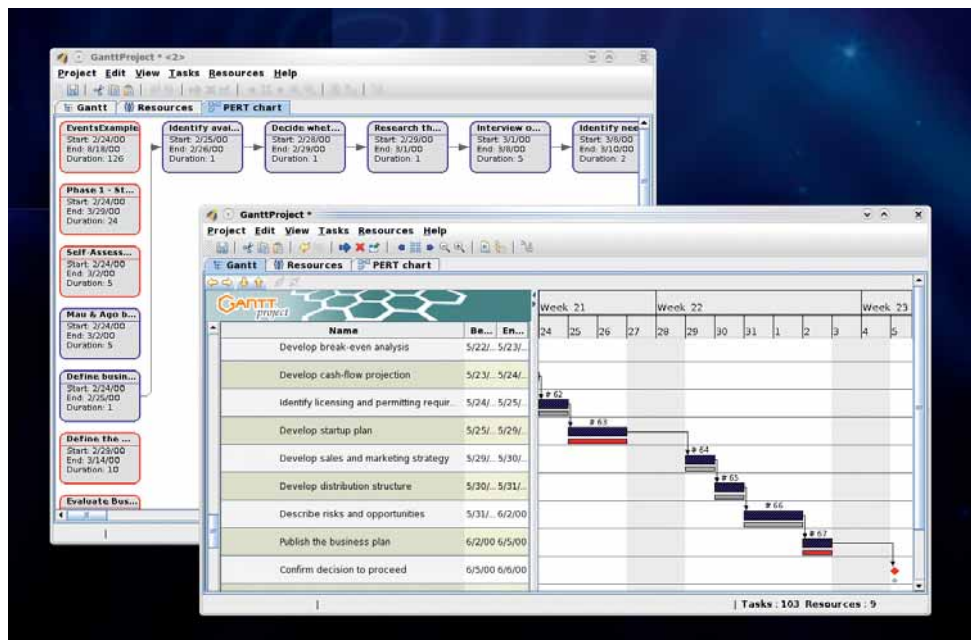 GanttProject * <2>
Project Edit View Tasks Resources Help
Gantt Resources PERT chart
EventsExample
Start: 2/24/00
End: 8/18/00
Duration: 126
Identify avai...
Start: 2/25/00
End: 2/26/00
Duration: 1
Decide whet...
Start: 2/28/00
End: 2/29/00
Duration: 1
Research th...
Start: 2/29/00
End: 3/1/00
Duration: 1
Interview o...
Start: 3/1/00
End: 3/8/00
Duration: 5
Identify nee
Start: 3/8/00
End: 3/10/00
Duration: 2
Phase 1 - St...
Start: 2/24/00
End: 3/29/00
Duration: 24
Self-Assess...
Start: 2/24/00
End: 3/2/00
Duration: 5
Mau & Ago b...
Start: 2/24/00
End: 3/2/00
Duration: 5
Define busin...
Start: 2/24/00
End: 2/25/00
Duration: 1
Define the ...
Start: 2/29/00
End: 3/14/00
Duration: 10
Evaluate Bus...
GanttProject *
Project Edit View Tasks Resources Help
Gantt Resources PERT chart
GANTT project
Week 21 Week 22 Week 23
Name Be... En...
24 25 26 27 28 29 30 31 1 2 3 4 5
Develop break-even analysis 5/22/... 5/23/...
Develop cash-flow projection 5/23/... 5/24/...
Identify licensing and permitting requir... 5/24/... 5/25/...
# 62
Develop startup plan 5/25/... 5/29/...
# 63
Develop sales and marketing strategy 5/29/... 5/30/...
# 64
Develop distribution structure 5/30/... 5/31/...
# 65
Describe risks and opportunities 5/31/... 6/2/00
# 66
Publish the business plan 6/2/00 6/5/00
# 67
Confirm decision to proceed 6/5/00 6/6/00
Tasks : 103 Resources : 9